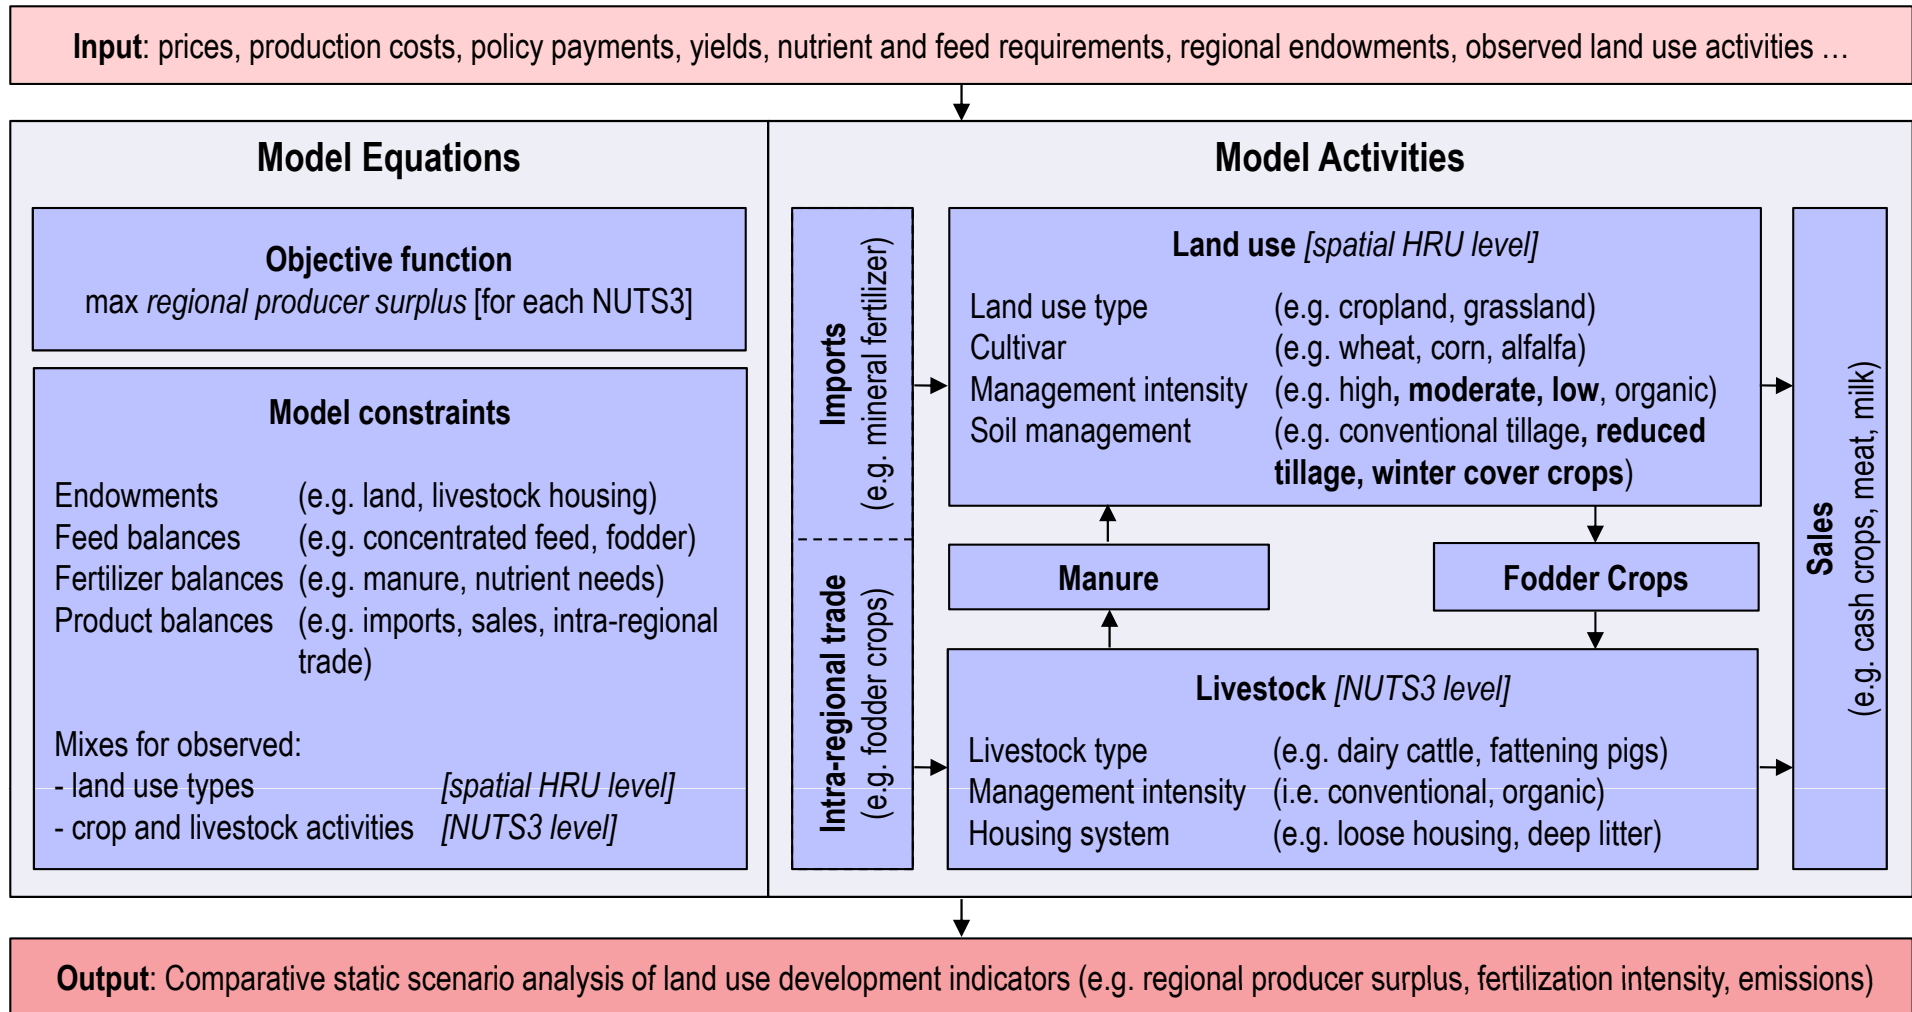 Input: prices, production costs, policy payments, yields, nutrient and feed requirements, regional endowments, observed land use activities …
Model Equations
Objective function
max regional producer surplus [for each NUTS3]
Model constraints
Endowments (e.g. land, livestock housing)
Feed balances (e.g. concentrated feed, fodder)
Fertilizer balances (e.g. manure, nutrient needs)
Product balances (e.g. imports, sales, intra-regional
trade)
Mixes for observed:
- land use types [spatial HRU level]
- crop and livestock activities [NUTS3 level]
Model Activities
Imports
(e.g. mineral fertilizer)
Intra-regional trade
(e.g. fodder crops)
Land use [spatial HRU level]
Land use type (e.g. cropland, grassland)
Cultivar (e.g. wheat, corn, alfalfa)
Management intensity (e.g. high, moderate, low, organic)
Soil management (e.g. conventional tillage, reduced
tillage, winter cover crops)
Manure
Fodder Crops
Livestock [NUTS3 level]
Livestock type (e.g. dairy cattle, fattening pigs)
Management intensity (i.e. conventional, organic)
Housing system (e.g. loose housing, deep litter)
Sales
(e.g. cash crops, meat, milk)
Output: Comparative static scenario analysis of land use development indicators (e.g. regional producer surplus, fertilization intensity, emissions)